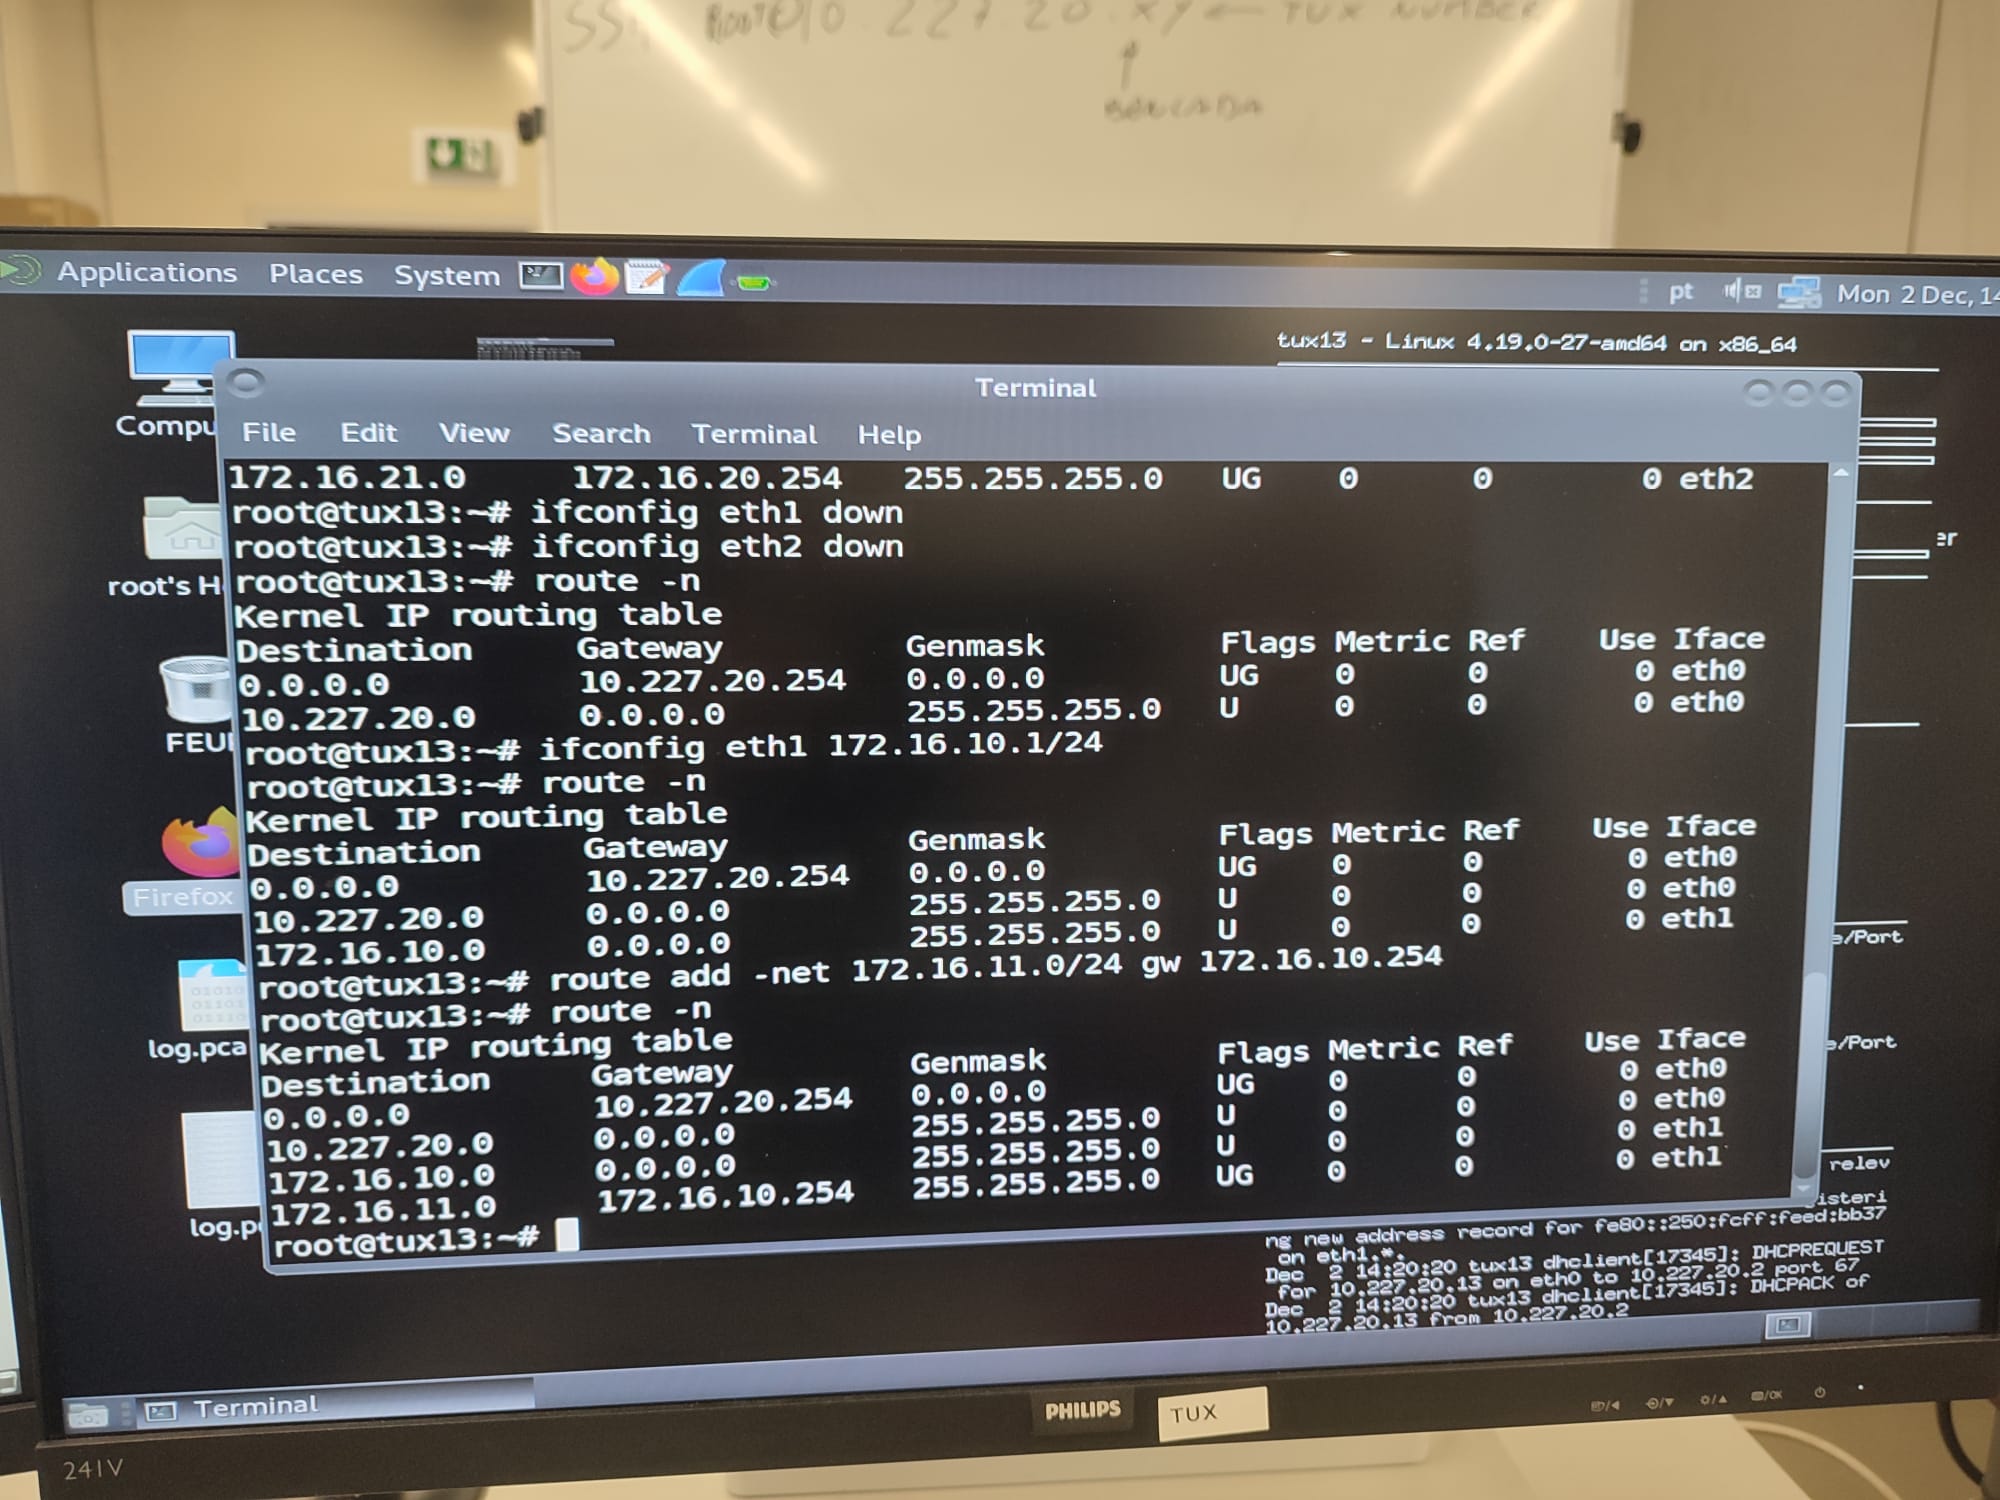 ROOT@10.227.20.XY ← TUX NUMBER
BANCADA
Applications Places System
pt
Mon 2 Dec, 14
tux13 - Linux 4.19.0-27-amd64 on x86_64
Terminal
File Edit View Search Terminal Help
172.16.21.0 172.16.20.254 255.255.255.0 UG 0 0 0 eth2
root@tux13:~# ifconfig eth1 down
root@tux13:~# ifconfig eth2 down
root@tux13:~# route -n
Kernel IP routing table
Destination Gateway Genmask Flags Metric Ref Use Iface
0.0.0.0 10.227.20.254 0.0.0.0 UG 0 0 0 eth0
10.227.20.0 0.0.0.0 255.255.255.0 U 0 0 0 eth0
root@tux13:~# ifconfig eth1 172.16.10.1/24
root@tux13:~# route -n
Kernel IP routing table
Destination Gateway Genmask Flags Metric Ref Use Iface
0.0.0.0 10.227.20.254 0.0.0.0 UG 0 0 0 eth0
10.227.20.0 0.0.0.0 255.255.255.0 U 0 0 0 eth0
172.16.10.0 0.0.0.0 255.255.255.0 U 0 0 0 eth1
root@tux13:~# route add -net 172.16.11.0/24 gw 172.16.10.254
root@tux13:~# route -n
Kernel IP routing table
Destination Gateway Genmask Flags Metric Ref Use Iface
0.0.0.0 10.227.20.254 0.0.0.0 UG 0 0 0 eth0
10.227.20.0 0.0.0.0 255.255.255.0 U 0 0 0 eth0
172.16.10.0 0.0.0.0 255.255.255.0 U 0 0 0 eth1
172.16.11.0 172.16.10.254 255.255.255.0 UG 0 0 0 eth1
root@tux13:~#
Compu
root's H
FEU
Firefox
log.pca
log.p
er
e/Port
e/Port
relev
isteri
ng new address record for fe80::250:fcff:feed:bb37
on eth1.*.
Dec 2 14:20:20 tux13 dhclient[17345]: DHCPREQUEST
for 10.227.20.13 on eth0 to 10.227.20.2 port 67
Dec 2 14:20:20 tux13 dhclient[17345]: DHCPACK of
10.227.20.13 from 10.227.20.2
Terminal
PHILIPS
TUX
241V